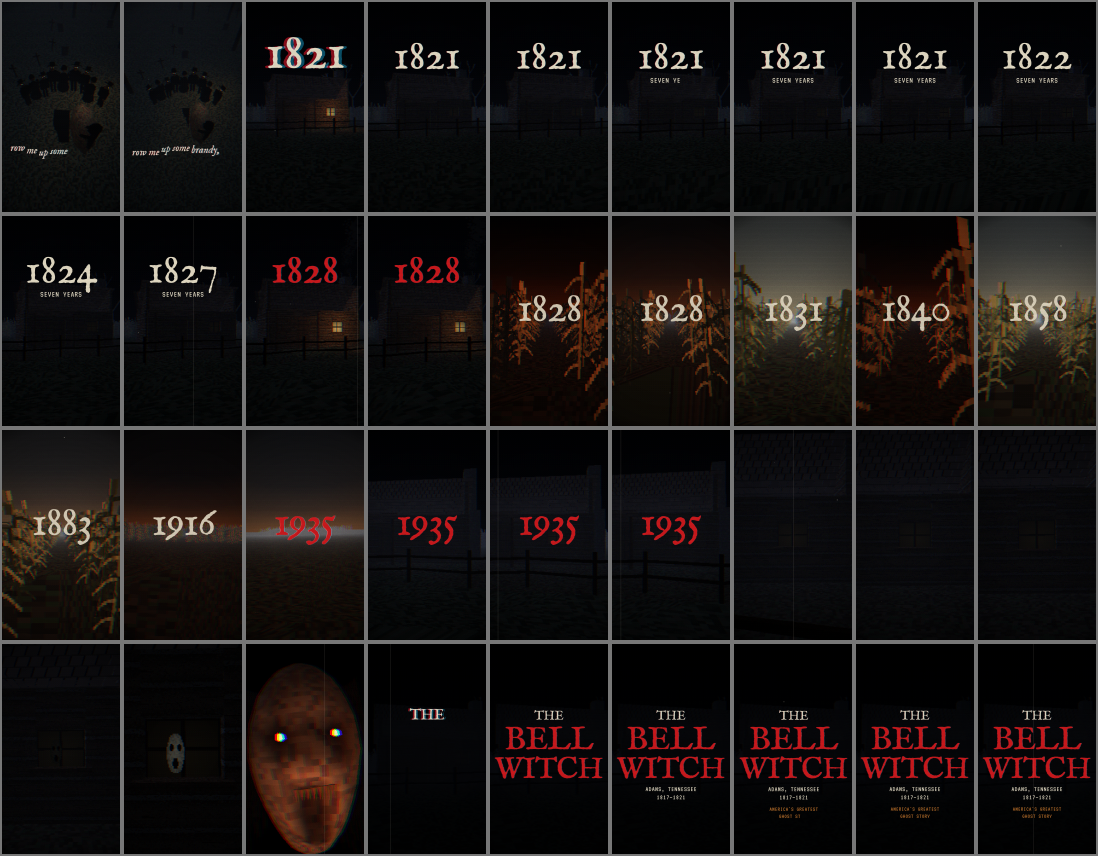 row me up some
row me up some brandy.
1821
1821
1821
1821
SEVEN YE
1821
SEVEN YEARS
1821
SEVEN YEARS
1822
SEVEN YEARS
1824
SEVEN YEARS
1827
SEVEN YEARS
1828
1828
1828
1828
1831
1840
1858
1883
1916
1935
1935
1935
1935
THE
THE
BELL
WITCH
THE
BELL
WITCH
ADAMS, TENNESSEE
1817-1821
THE
BELL
WITCH
ADAMS, TENNESSEE
1817-1821
AMERICA'S GREATEST
GHOST ST
THE
BELL
WITCH
ADAMS, TENNESSEE
1817-1821
AMERICA'S GREATEST
GHOST STORY
THE
BELL
WITCH
ADAMS, TENNESSEE
1817-1821
AMERICA'S GREATEST
GHOST STORY